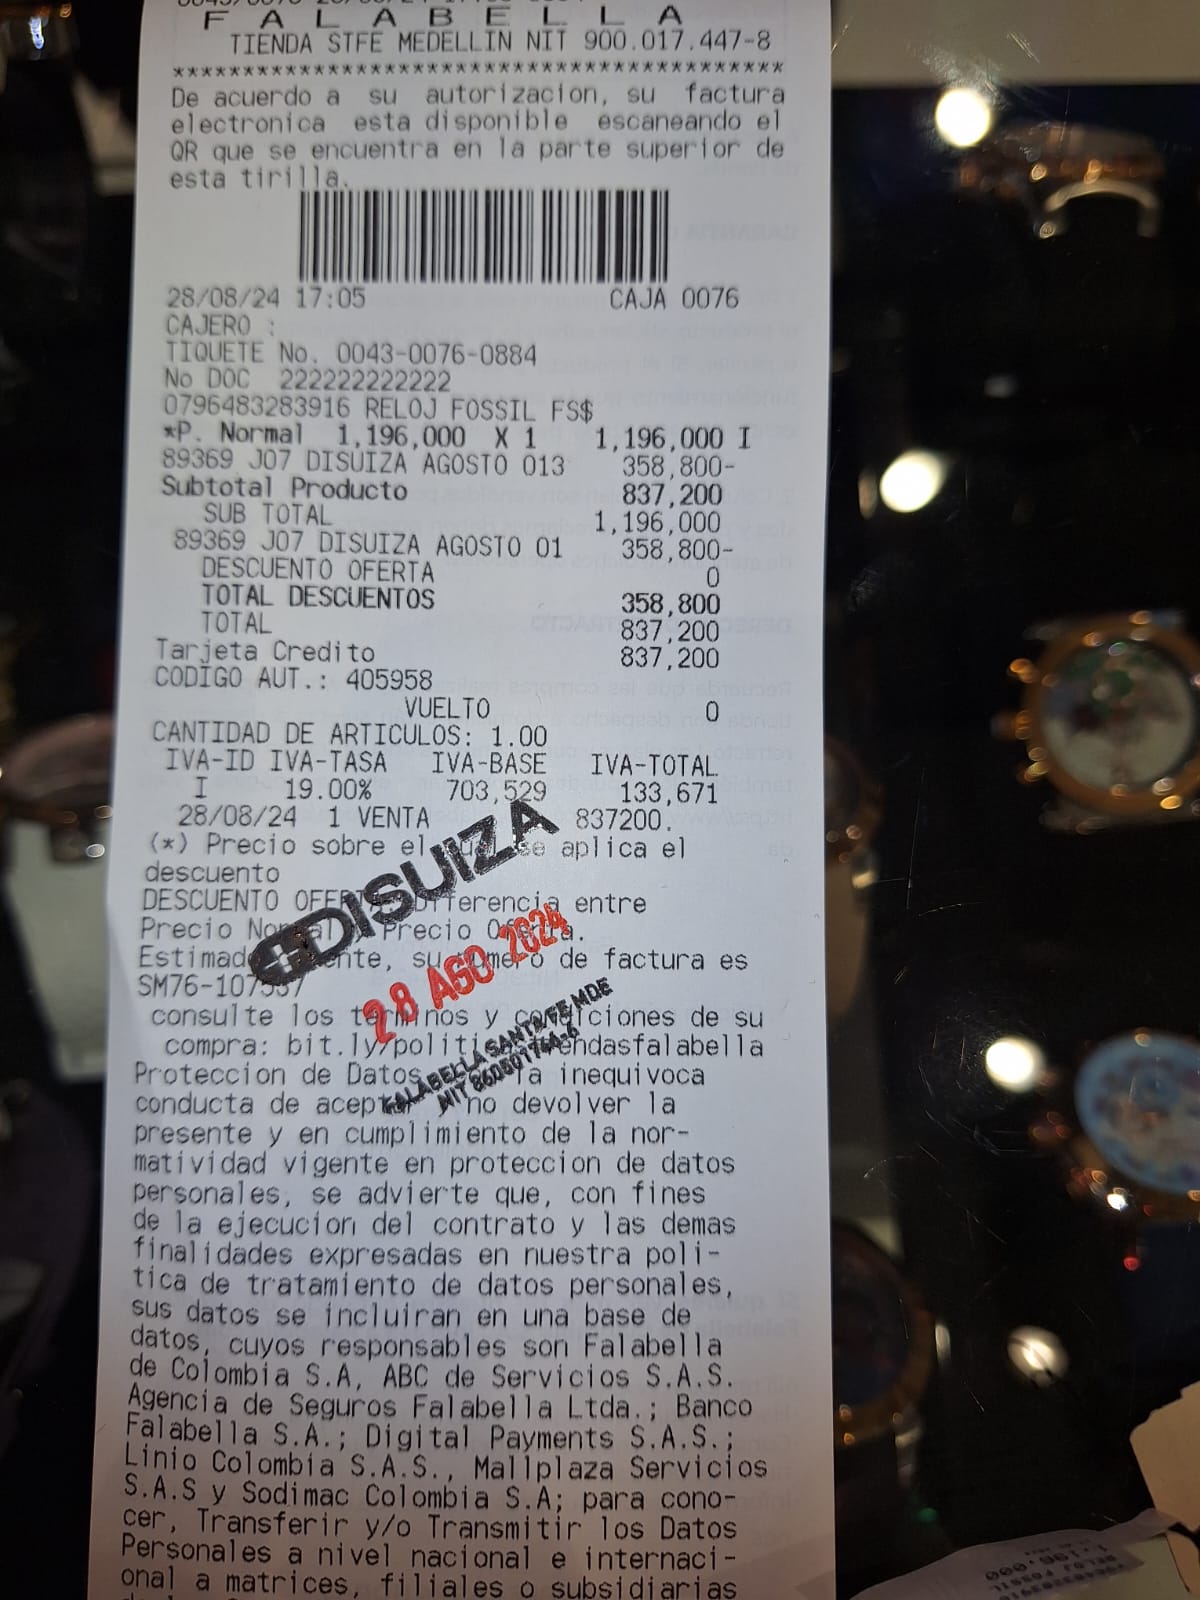 F A L A B E L L A
TIENDA STFE MEDELLIN NIT 900.017.447-8
********************************************
De acuerdo a su autorizacion, su factura
electronica esta disponible escaneando el
QR que se encuentra en la parte superior de
esta tirilla.
28/08/24 17:05 CAJA 0076
CAJERO :
TIQUETE No. 0043-0076-0884
No DOC 222222222222
0796483283916 RELOJ FOSSIL FS$
*P. Normal 1,196,000 X 1 1,196,000 I
89369 J07 DISUIZA AGOSTO 013 358,800-
Subtotal Producto 837,200
SUB TOTAL 1,196,000
89369 J07 DISUIZA AGOSTO 01 358,800-
DESCUENTO OFERTA 0
TOTAL DESCUENTOS 358,800
TOTAL 837,200
Tarjeta Credito 837,200
CODIGO AUT.: 405958
VUELTO 0
CANTIDAD DE ARTICULOS: 1.00
IVA-ID IVA-TASA IVA-BASE IVA-TOTAL
I 19.00% 703,529 133,671
28/08/24 1 VENTA 837200.
(*) Precio sobre el se aplica el
descuento
DESCUENTO OFERTA: Diferencia entre
Precio Normal y Precio Oferta.
Estimado cliente, su numero de factura es
SM76-107537
consulte los terminos y condiciones de su
compra: bit.ly/politi endasfalabella
Proteccion de Datos la inequivoca
conducta de aceptar no devolver la
presente y en cumplimiento de la nor-
matividad vigente en proteccion de datos
personales, se advierte que, con fines
de la ejecucion del contrato y las demas
finalidades expresadas en nuestra poli-
tica de tratamiento de datos personales,
sus datos se incluiran en una base de
datos, cuyos responsables son Falabella
de Colombia S.A, ABC de Servicios S.A.S.
Agencia de Seguros Falabella Ltda.; Banco
Falabella S.A.; Digital Payments S.A.S.;
Linio Colombia S.A.S., Mallplaza Servicios
S.A.S y Sodimac Colombia S.A; para cono-
cer, Transferir y/o Transmitir los Datos
Personales a nivel nacional e internaci-
onal a matrices, filiales o subsidiarias
DISUIZA
28 AGO 2024
FALABELLA SANTA FE MDE
NIT 860501766-6